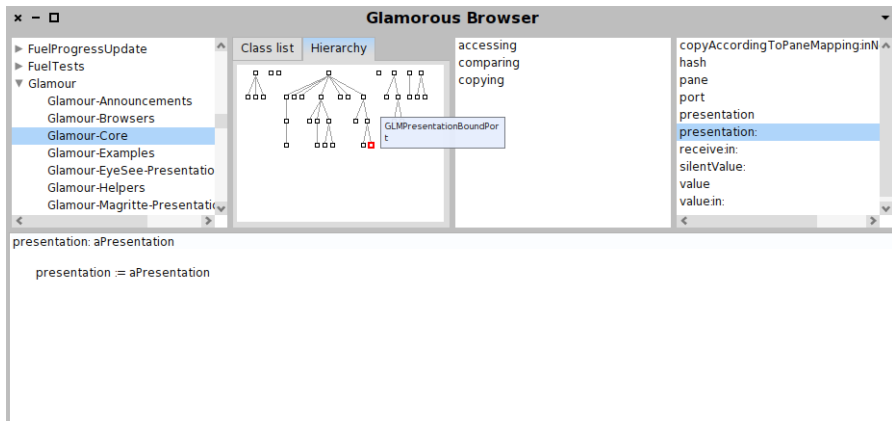 Glamorous Browser
FuelProgressUpdate
FuelTests
Glamour
Glamour-Announcements
Glamour-Browsers
Glamour-Core
Glamour-Examples
Glamour-EyeSee-Presentatio
Glamour-Helpers
Glamour-Magritte-Presentatio
Class list Hierarchy
GLMPresentationBoundPor
t
accessing
comparing
copying
copyAccordingToPaneMapping:inN
hash
pane
port
presentation
presentation:
receive:in:
silentValue:
value
value:in:
presentation: aPresentation
presentation := aPresentation